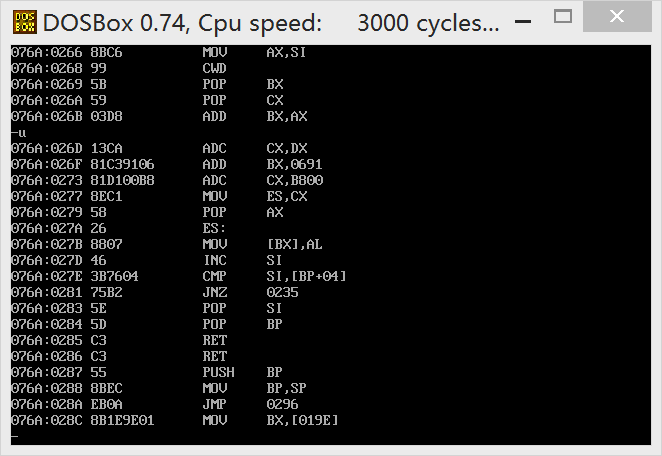 DOS BOX DOSBox 0.74, Cpu speed: 3000 cycles...
076A:0266 8BC6 MOV AX,SI
076A:0268 99 CWD
076A:0269 5B POP BX
076A:026A 59 POP CX
076A:026B 03D8 ADD BX,AX
-u
076A:026D 13CA ADC CX,DX
076A:026F 81C39106 ADD BX,0691
076A:0273 81D100B8 ADC CX,B800
076A:0277 8EC1 MOV ES,CX
076A:0279 58 POP AX
076A:027A 26 ES:
076A:027B 8807 MOV [BX],AL
076A:027D 46 INC SI
076A:027E 3B7604 CMP SI,[BP+04]
076A:0281 75B2 JNZ 0235
076A:0283 5E POP SI
076A:0284 5D POP BP
076A:0285 C3 RET
076A:0286 C3 RET
076A:0287 55 PUSH BP
076A:0288 8BEC MOV BP,SP
076A:028A EB0A JMP 0296
076A:028C 8B1E9E01 MOV BX,[019E]
-